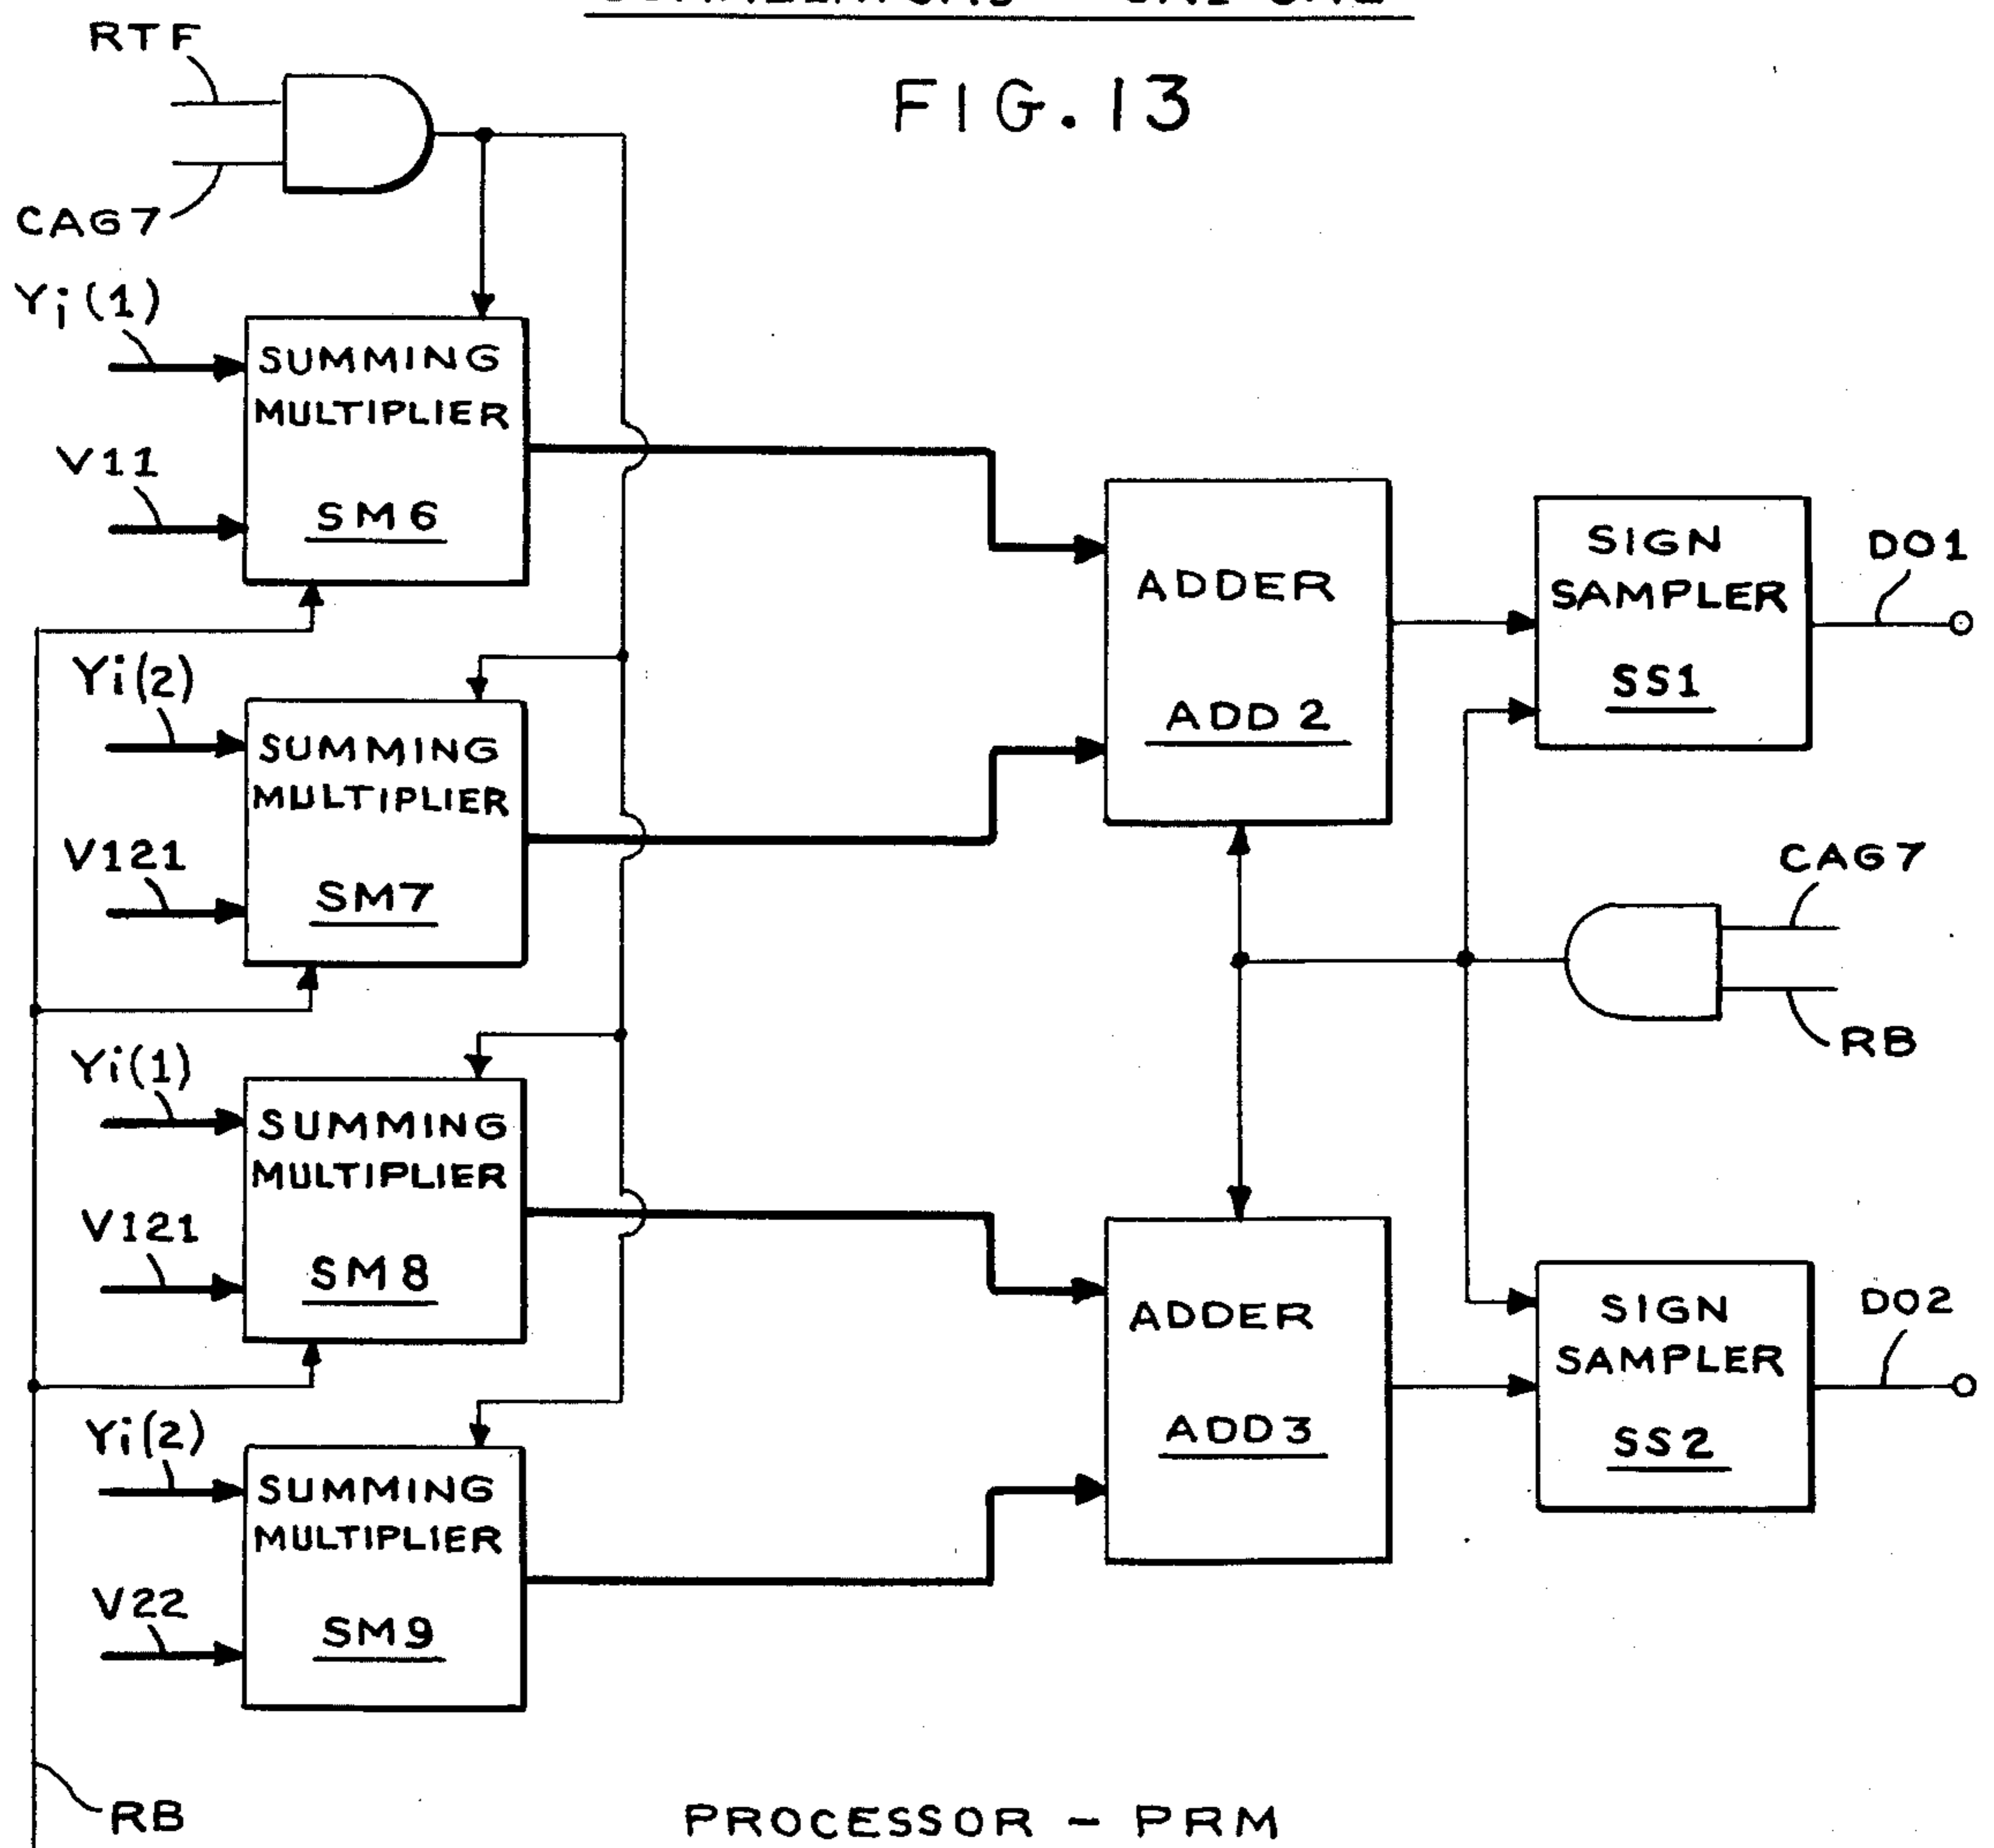 FIG. 13
RTF
CAG7
Yi(1)
SUMMING
MULTIPLIER
V11
SM6
Yi(2)
SUMMING
MULTIPLIER
V121
SM7
Yi(1)
SUMMING
MULTIPLIER
V121
SM8
Yi(2)
SUMMING
MULTIPLIER
V22
SM9
RB
ADDER
ADD 2
SIGN
SAMPLER
SS1
DO1
CAG7
RB
ADDER
ADD3
SIGN
SAMPLER
SS2
DO2
PROCESSOR - PRM